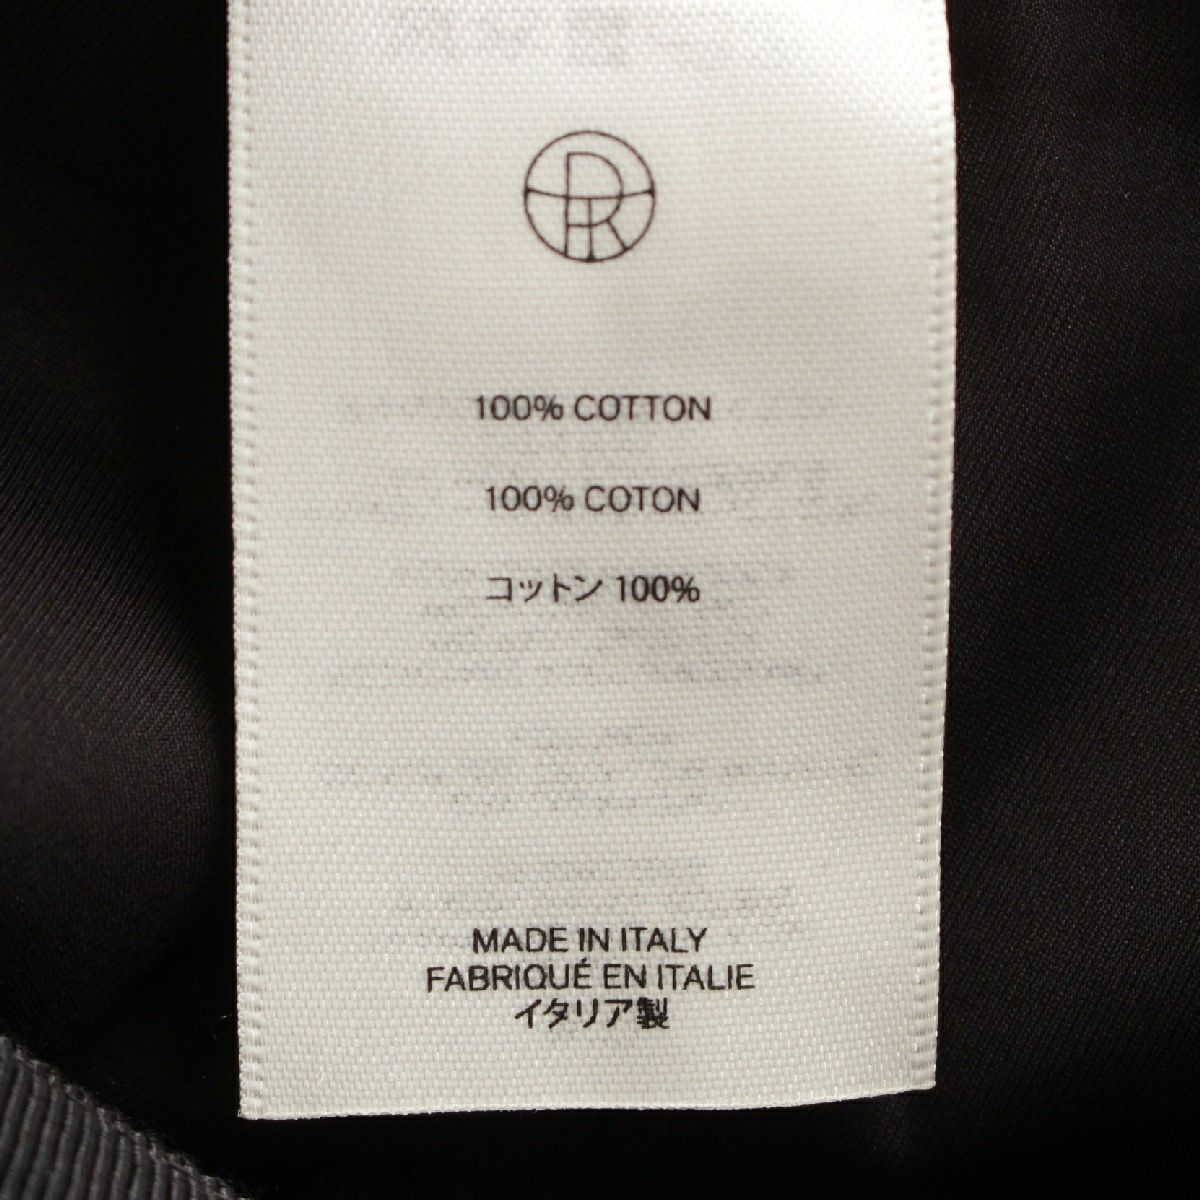 100% COTTON
100% COTON
コットン 100%
MADE IN ITALY
FABRIQUÉ EN ITALIE
イタリア製